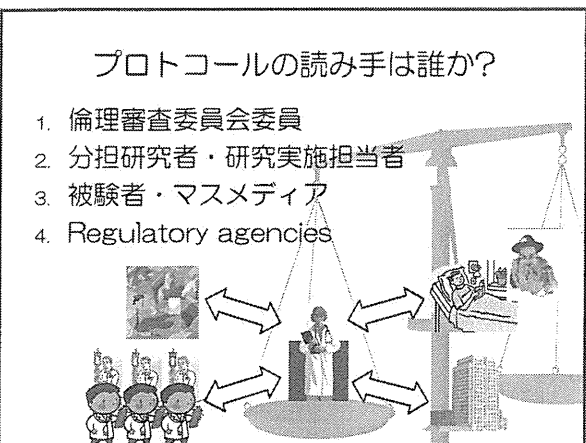 プロトコールの読み手は誰か?
1. 倫理審査委員会委員
2. 分担研究者・研究実施担当者
3. 被験者・マスメディア
4. Regulatory agencies